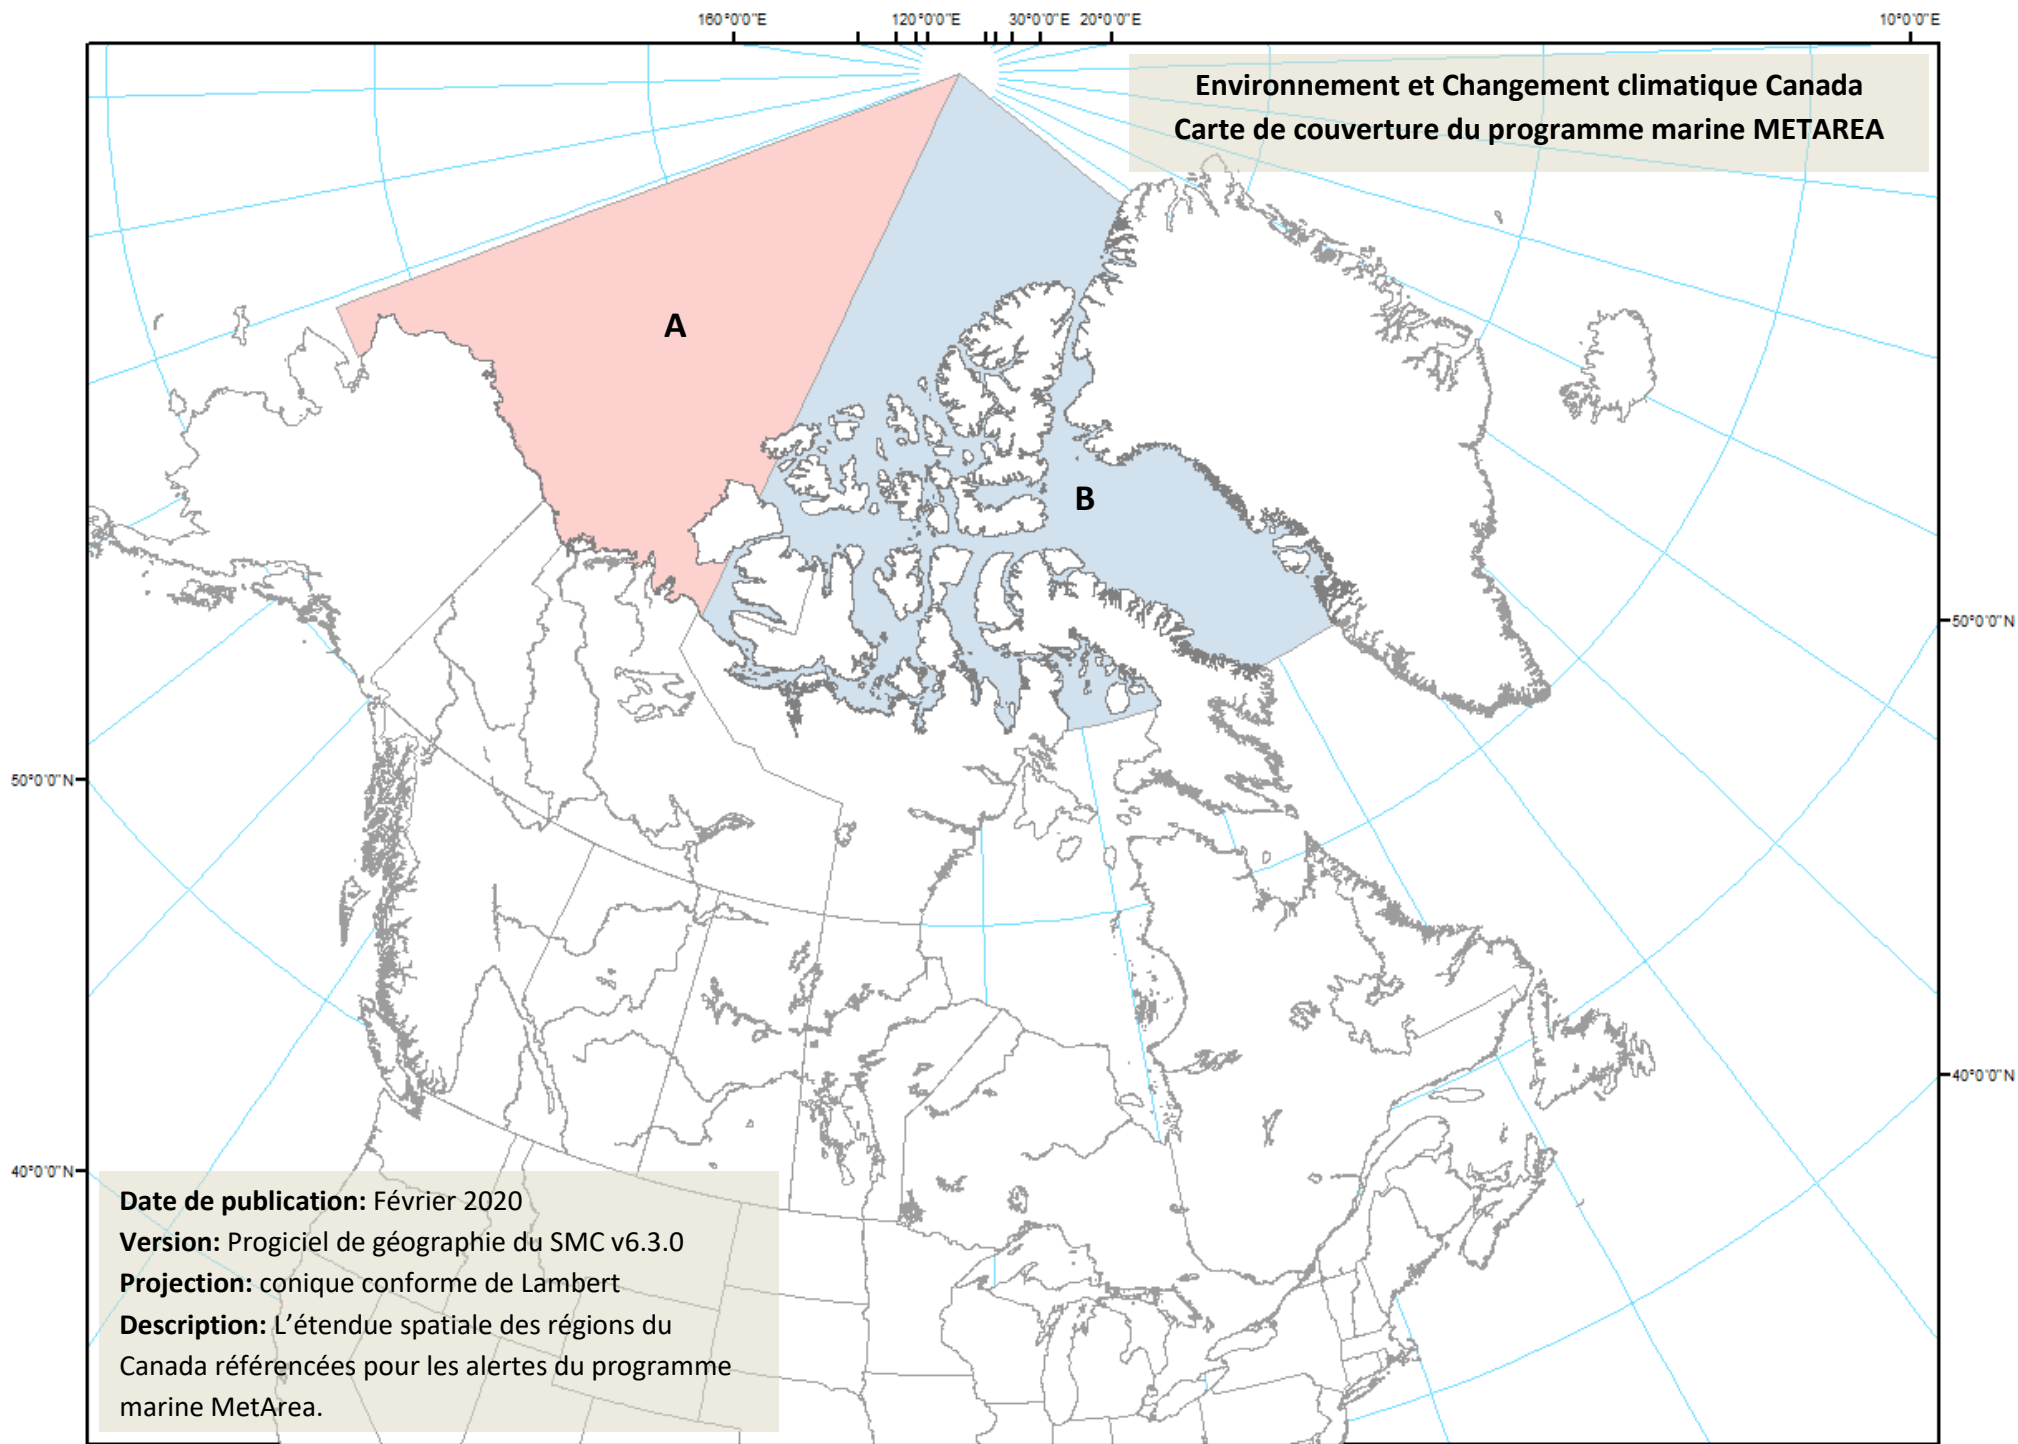 160°0'0"E 120°0'0"E 30°0'0"E 20°0'0"E 10°0'0"E
Environnement et Changement climatique Canada
Carte de couverture du programme marine METAREA
A
B
50°0'0"N
50°0'0"N
40°0'0"N
40°0'0"N
Date de publication: Février 2020
Version: Progiciel de géographie du SMC v6.3.0
Projection: conique conforme de Lambert
Description: L'étendue spatiale des régions du
Canada référencées pour les alertes du programme
marine MetArea.